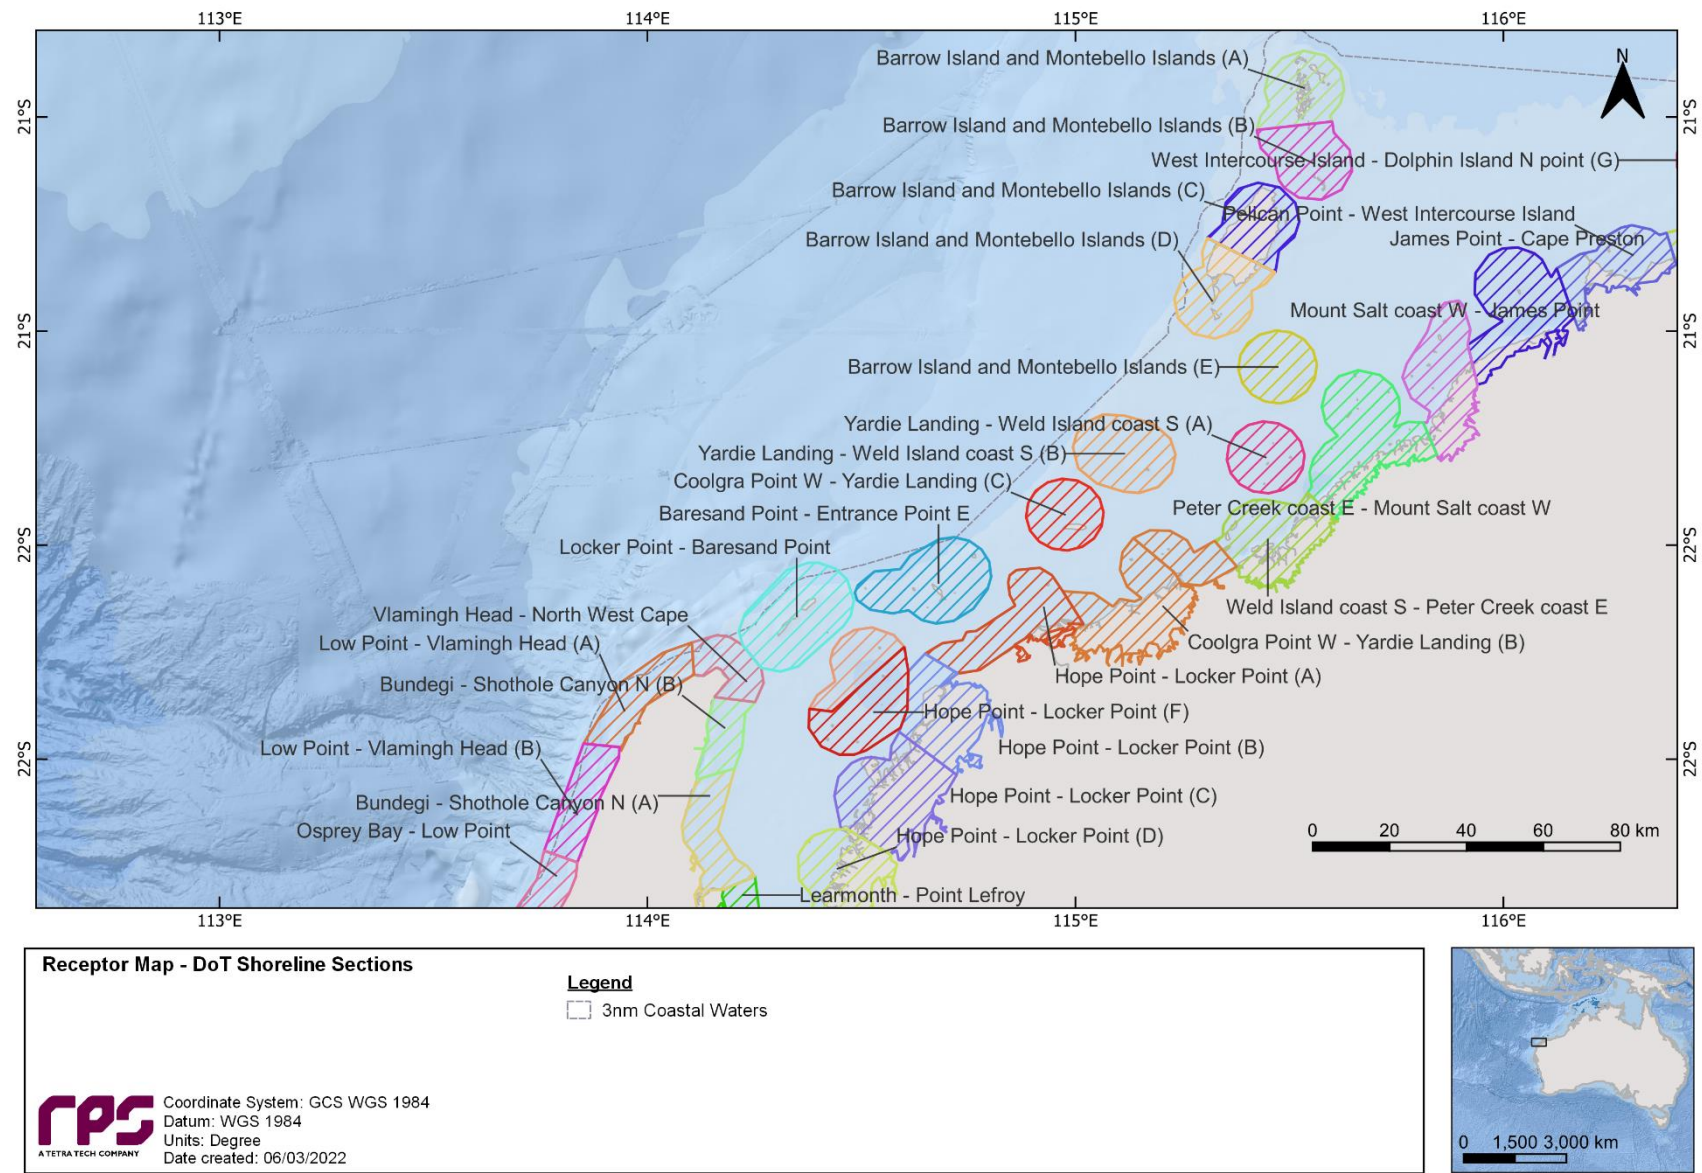 113°E
114°E
115°E
116°E
N
Barrow Island and Montebello Islands (A)
21°S
21°S
Barrow Island and Montebello Islands (B)
West Intercourse Island - Dolphin Island N point (G)
Barrow Island and Montebello Islands (C)
Pelican Point - West Intercourse Island
Barrow Island and Montebello Islands (D)
James Point - Cape Preston
Mount Salt coast W - James Point
21°S
21°S
Barrow Island and Montebello Islands (E)
Yardie Landing - Weld Island coast S (A)
Yardie Landing - Weld Island coast S (B)
Coolgra Point W - Yardie Landing (C)
Peter Creek coast E - Mount Salt coast W
Baresand Point - Entrance Point E
Locker Point - Baresand Point
22°S
22°S
Weld Island coast S - Peter Creek coast E
Vlamingh Head - North West Cape
Low Point - Vlamingh Head (A)
Coolgra Point W - Yardie Landing (B)
Hope Point - Locker Point (A)
Bundegi - Shothole Canyon N (B)
Hope Point - Locker Point (F)
Low Point - Vlamingh Head (B)
Hope Point - Locker Point (B)
22°S
22°S
Bundegi - Shothole Canyon N (A)
Hope Point - Locker Point (C)
Osprey Bay - Low Point
Hope Point - Locker Point (D)
0 20 40 60 80 km
Learmonth - Point Lefroy
113°E
114°E
115°E
116°E
Receptor Map - DoT Shoreline Sections
Legend
3nm Coastal Waters
rps
A TETRA TECH COMPANY
Coordinate System: GCS WGS 1984
Datum: WGS 1984
Units: Degree
Date created: 06/03/2022
0 1,500 3,000 km